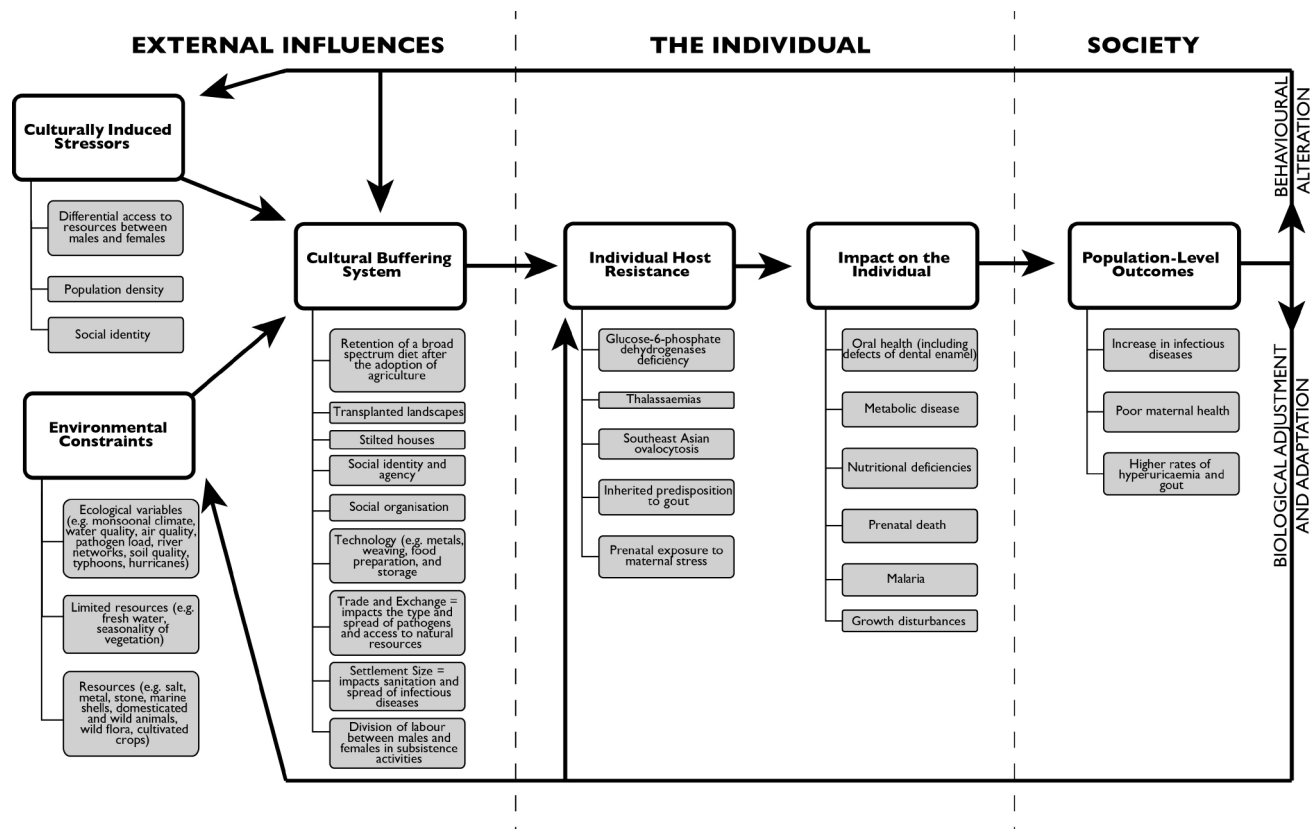 EXTERNAL INFLUENCES
THE INDIVIDUAL
SOCIETY
Culturally Induced
Stressors
Differential access to
resources between
males and females
Population density
Social identity
Environmental
Constraints
Ecological variables
(e.g. monsoonal climate,
water quality, air quality,
pathogen load, river
networks, soil quality,
typhoons, hurricanes)
Limited resources (e.g.
fresh water,
seasonality of
vegetation)
Resources (e.g. salt,
metal, stone, marine
shells, domesticated
and wild animals,
wild flora, cultivated
crops)
Cultural Buffering
System
Retention of a broad
spectrum diet after
the adoption of
agriculture
Transplanted landscapes
Stilted houses
Social identity and
agency
Social organisation
Technology (e.g. metals,
weaving, food
preparation, and
storage
Trade and Exchange =
impacts the type and
spread of pathogens
and access to natural
resources
Settlement Size =
impacts sanitation and
spread of infectious
diseases
Division of labour
between males and
females in subsistence
activities
Individual Host
Resistance
Glucose-6-phosphate
dehydrogenases
deficiency
Thalassaemias
Southeast Asian
ovalocytosis
Inherited predisposition
to gout
Prenatal exposure to
maternal stress
Impact on the
Individual
Oral health (including
defects of dental enamel)
Metabolic disease
Nutritional deficiencies
Prenatal death
Malaria
Growth disturbances
Population-Level
Outcomes
Increase in infectious
diseases
Poor maternal health
Higher rates of
hyperuricaemia and
gout
BEHAVIOURAL
ALTERATION
BIOLOGICAL ADJUSTMENT
AND ADAPTATION